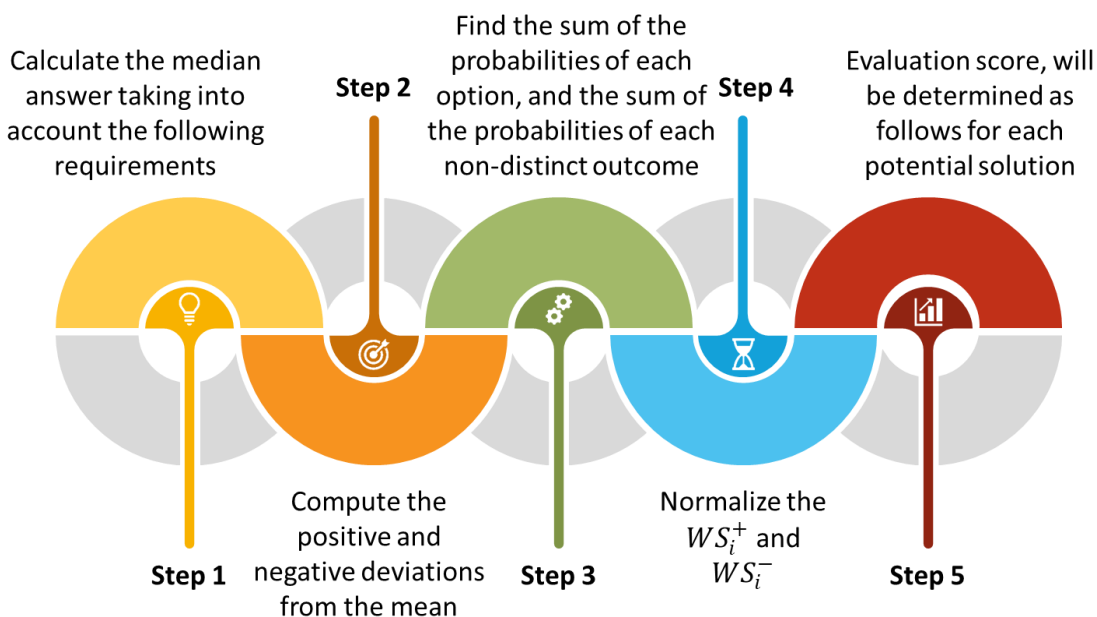 Calculate the median
answer taking into
account the following
requirements
Step 1
Step 2
Compute the
positive and
negative deviations
from the mean
Find the sum of the
probabilities of each
option, and the sum of
the probabilities of each
non-distinct outcome
Step 3
Step 4
Normalize the
𝑊𝑆ᵢ⁺ and
𝑊𝑆ᵢ⁻
Evaluation score, will
be determined as
follows for each
potential solution
Step 5